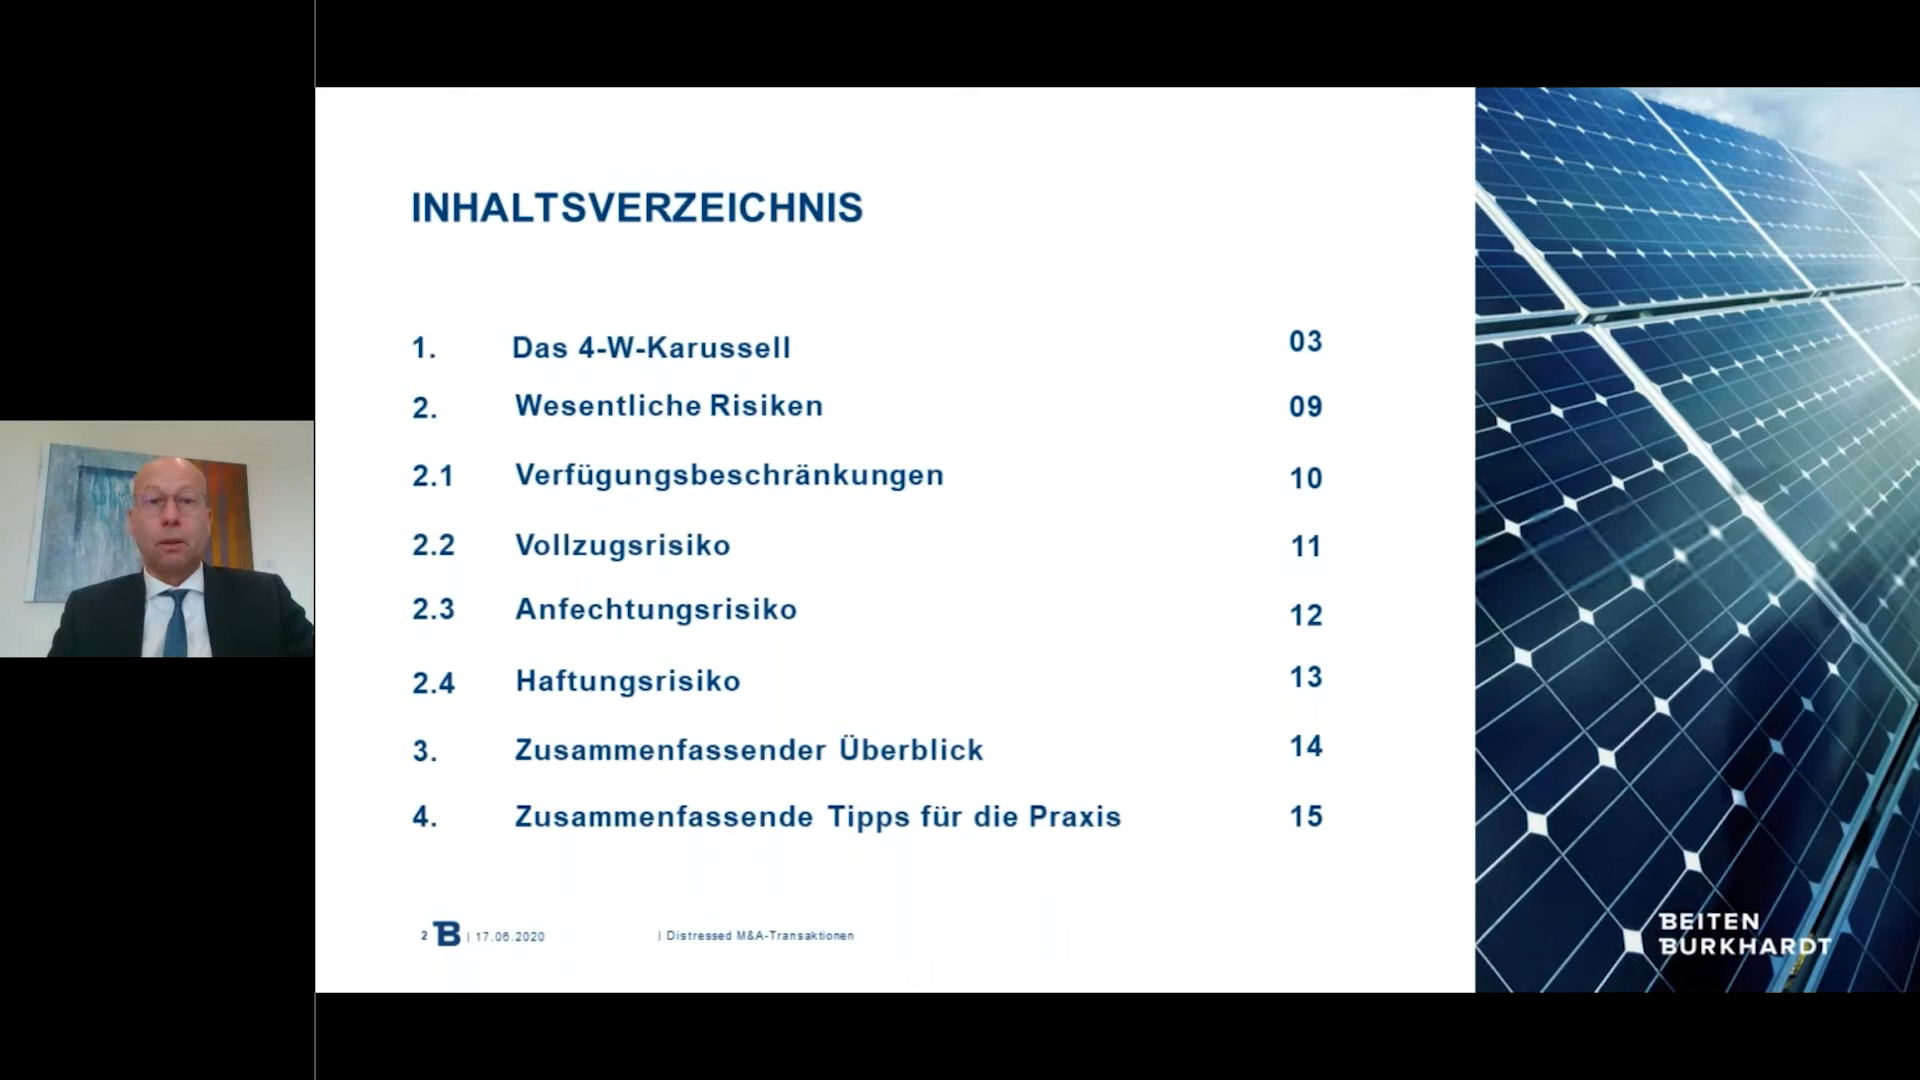 INHALTSVERZEICHNIS
1. Das 4-W-Karussell 03
2. Wesentliche Risiken 09
2.1 Verfügungsbeschränkungen 10
2.2 Vollzugsrisiko 11
2.3 Anfechtungsrisiko 12
2.4 Haftungsrisiko 13
3. Zusammenfassender Überblick 14
4. Zusammenfassende Tipps für die Praxis 15
2 B | 17.06.2020 | Distressed M&A-Transaktionen
BEITEN
BURKHARDT